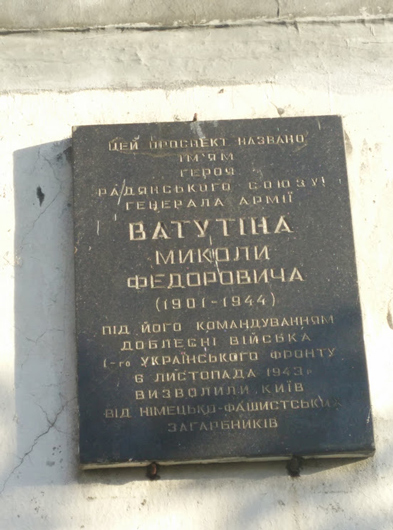 ЦЕЙ ПРОСПЕКТ НАЗВАНО
ІМ'ЯМ
ГЕРОЯ
РАДЯНСЬКОГО СОЮЗУ
ГЕНЕРАЛА АРМІЇ
ВАТУТІНА
МИКОЛИ
ФЕДОРОВИЧА
(1901-1944)
ПІД ЙОГО КОМАНДУВАННЯМ
ДОБЛЕСНІ ВІЙСЬКА
1-го УКРАЇНСЬКОГО ФРОНТУ
6 ЛИСТОПАДА 1943 р
ВИЗВОЛИЛИ КИЇВ
ВІД НІМЕЦЬКО-ФАШИСТСЬКИХ
ЗАГАРБНИКІВ